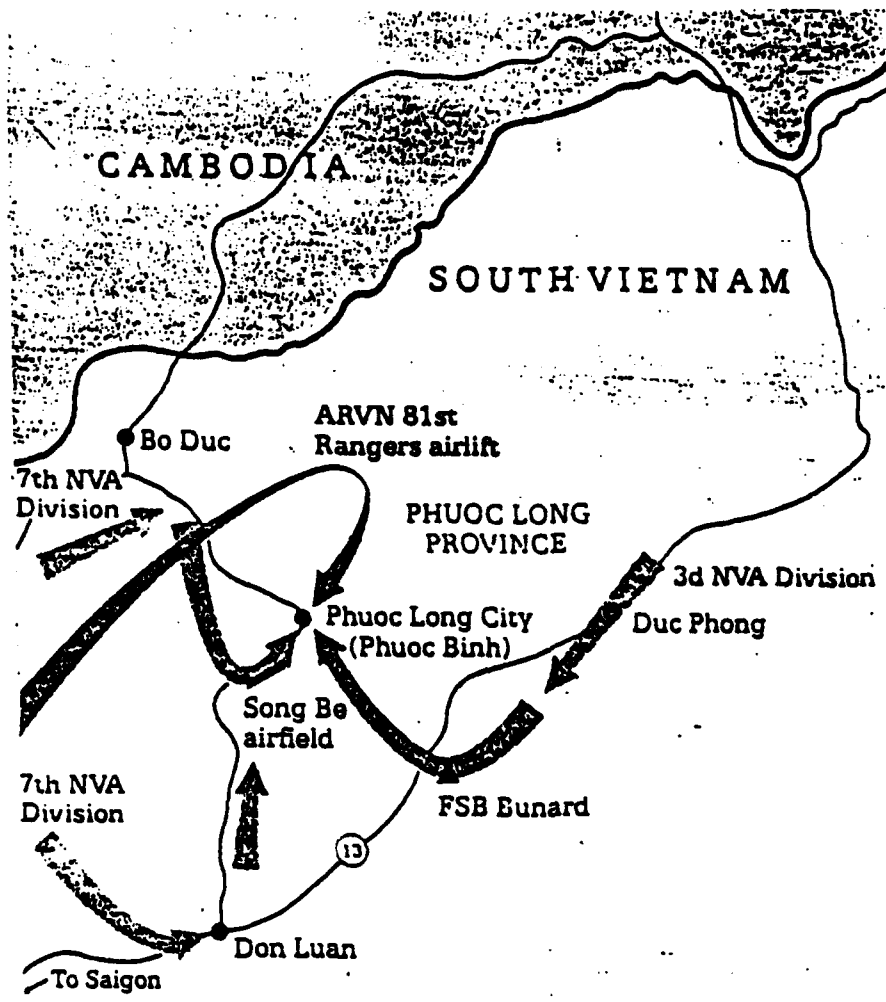 CAMBODIA
SOUTH VIETNAM
ARVN 81st
Rangers airlift
Bo Duc
7th NVA
Division
PHUOC LONG
PROVINCE
3d NVA Division
Phuoc Long City
(Phuoc Binh)
Duc Phong
Song Be
airfield
7th NVA
Division
FSB Bunard
13
Don Luan
To Saigon